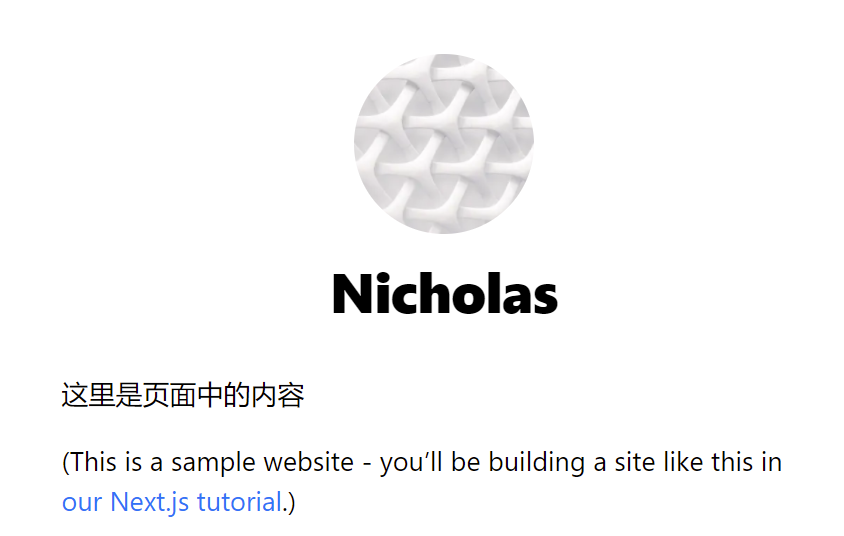 Nicholas
这里是页面中的内容
(This is a sample website - you’ll be building a site like this in
our Next.js tutorial.)